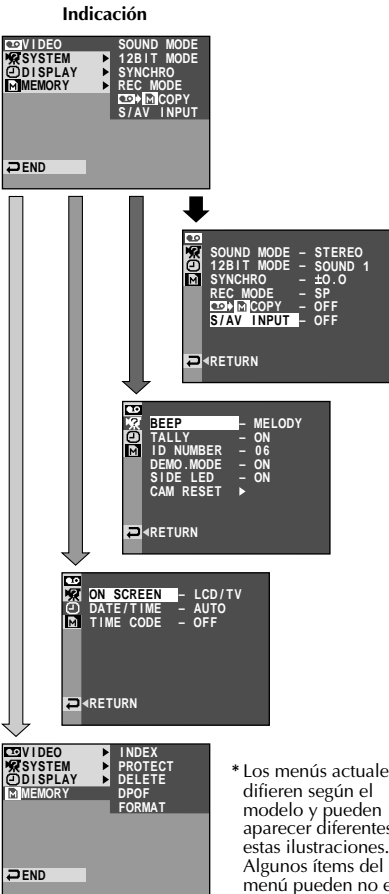 Indicación
VIDEO SOUND MODE
SYSTEM 12BIT MODE
DISPLAY SYNCHRO
MEMORY REC MODE
M COPY
S/AV INPUT
END
SOUND MODE – STEREO
12BIT MODE – SOUND 1
SYNCHRO – ±0.0
REC MODE – SP
M COPY – OFF
S/AV INPUT – OFF
RETURN
BEEP – MELODY
TALLY – ON
ID NUMBER – 06
DEMO.MODE – ON
SIDE LED – ON
CAM RESET
RETURN
ON SCREEN – LCD/TV
DATE/TIME – AUTO
TIME CODE – OFF
RETURN
VIDEO INDEX
SYSTEM PROTECT
DISPLAY DELETE
MEMORY DPOF
FORMAT
END
* Los menús actuale
difieren según el
modelo y pueden
aparecer diferentes
estas ilustraciones.
Algunos ítems del
menú pueden no e